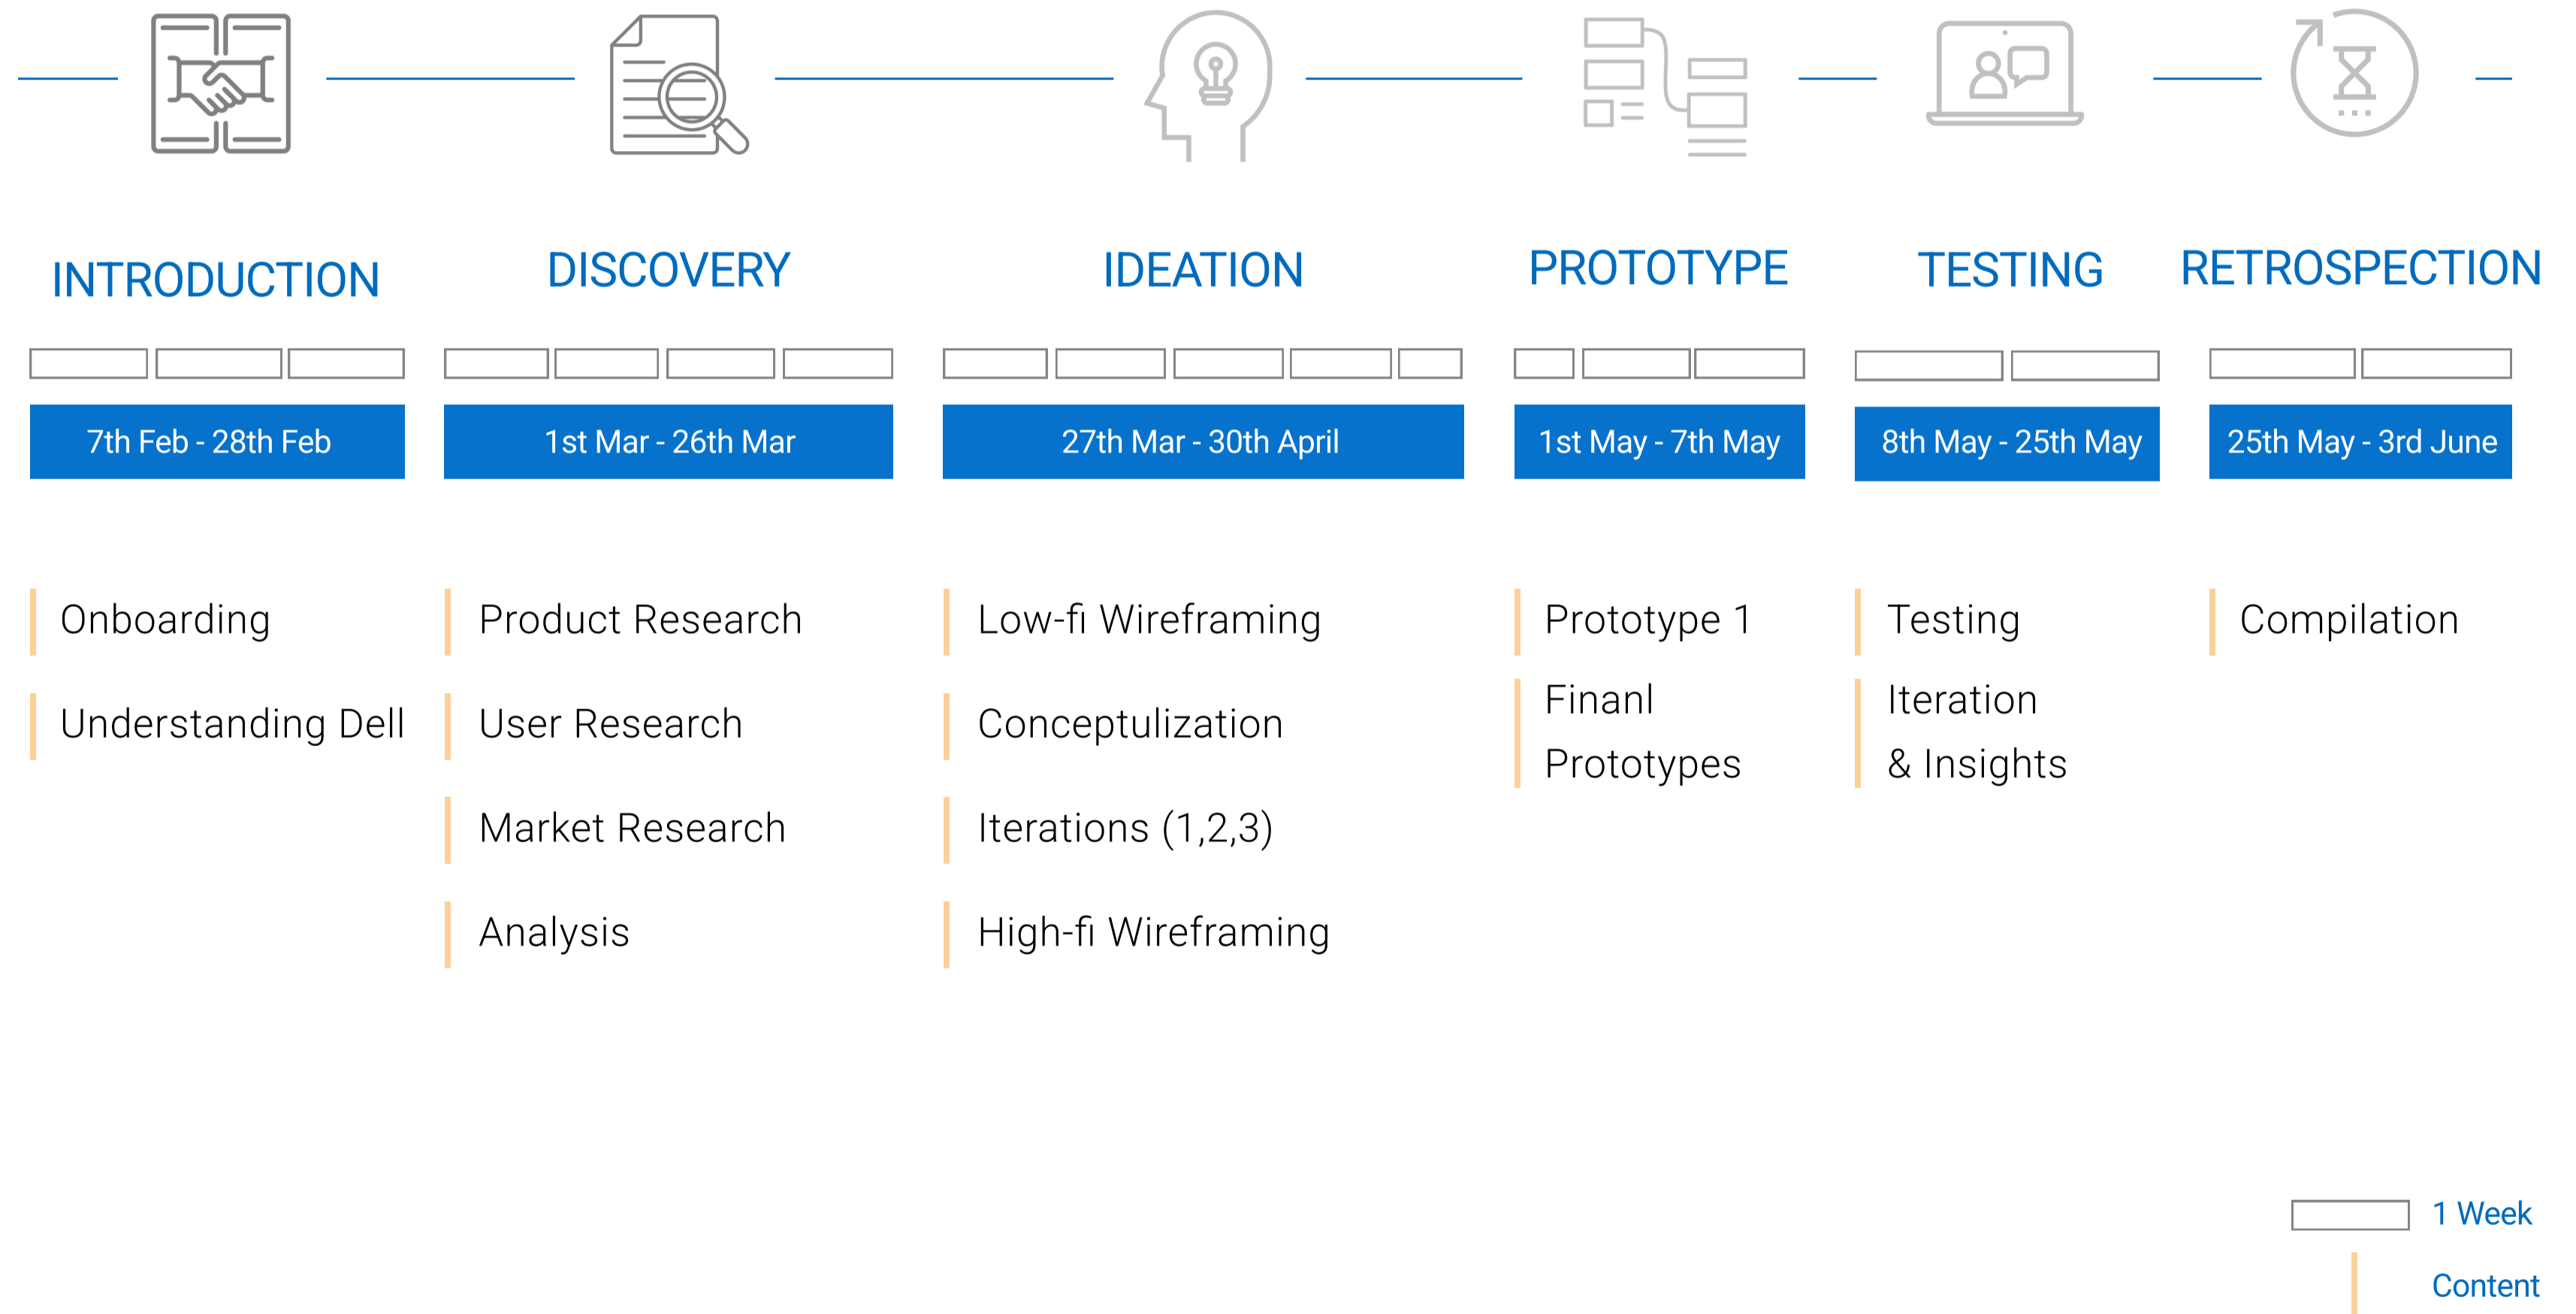 INTRODUCTION
DISCOVERY
IDEATION
PROTOTYPE
TESTING
RETROSPECTION
7th Feb - 28th Feb
1st Mar - 26th Mar
27th Mar - 30th April
1st May - 7th May
8th May - 25th May
25th May - 3rd June
Onboarding
Understanding Dell
Product Research
User Research
Market Research
Analysis
Low-fi Wireframing
Conceptulization
Iterations (1,2,3)
High-fi Wireframing
Prototype 1
Finanl
Prototypes
Testing
Iteration
& Insights
Compilation
1 Week
Content